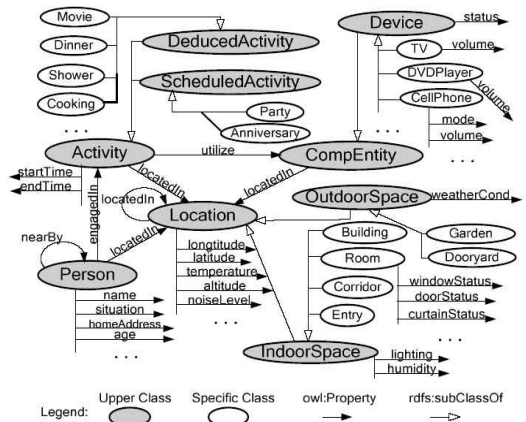 Movie
Dinner
Shower
Cooking
. . .
DeducedActivity
ScheduledActivity
Party
Anniversary
Device
status
TV
volume
DVDPlayer
volume
CellPhone
mode
volume
. . .
. . .
Activity
utilize
CompEntity
startTime
endTime
locatedIn
locatedIn
locatedIn
engagedIn
locatedIn
nearBy
Location
OutdoorSpace
weatherCond
Garden
Dooryard
Building
Room
Corridor
Entry
windowStatus
doorStatus
curtainStatus
. . .
longtitude
latitude
temperature
altitude
noiseLevel
. . .
Person
name
situation
homeAddress
age
. . .
IndoorSpace
lighting
humidity
Legend:
Upper Class
Specific Class
owl:Property
rdfs:subClassOf